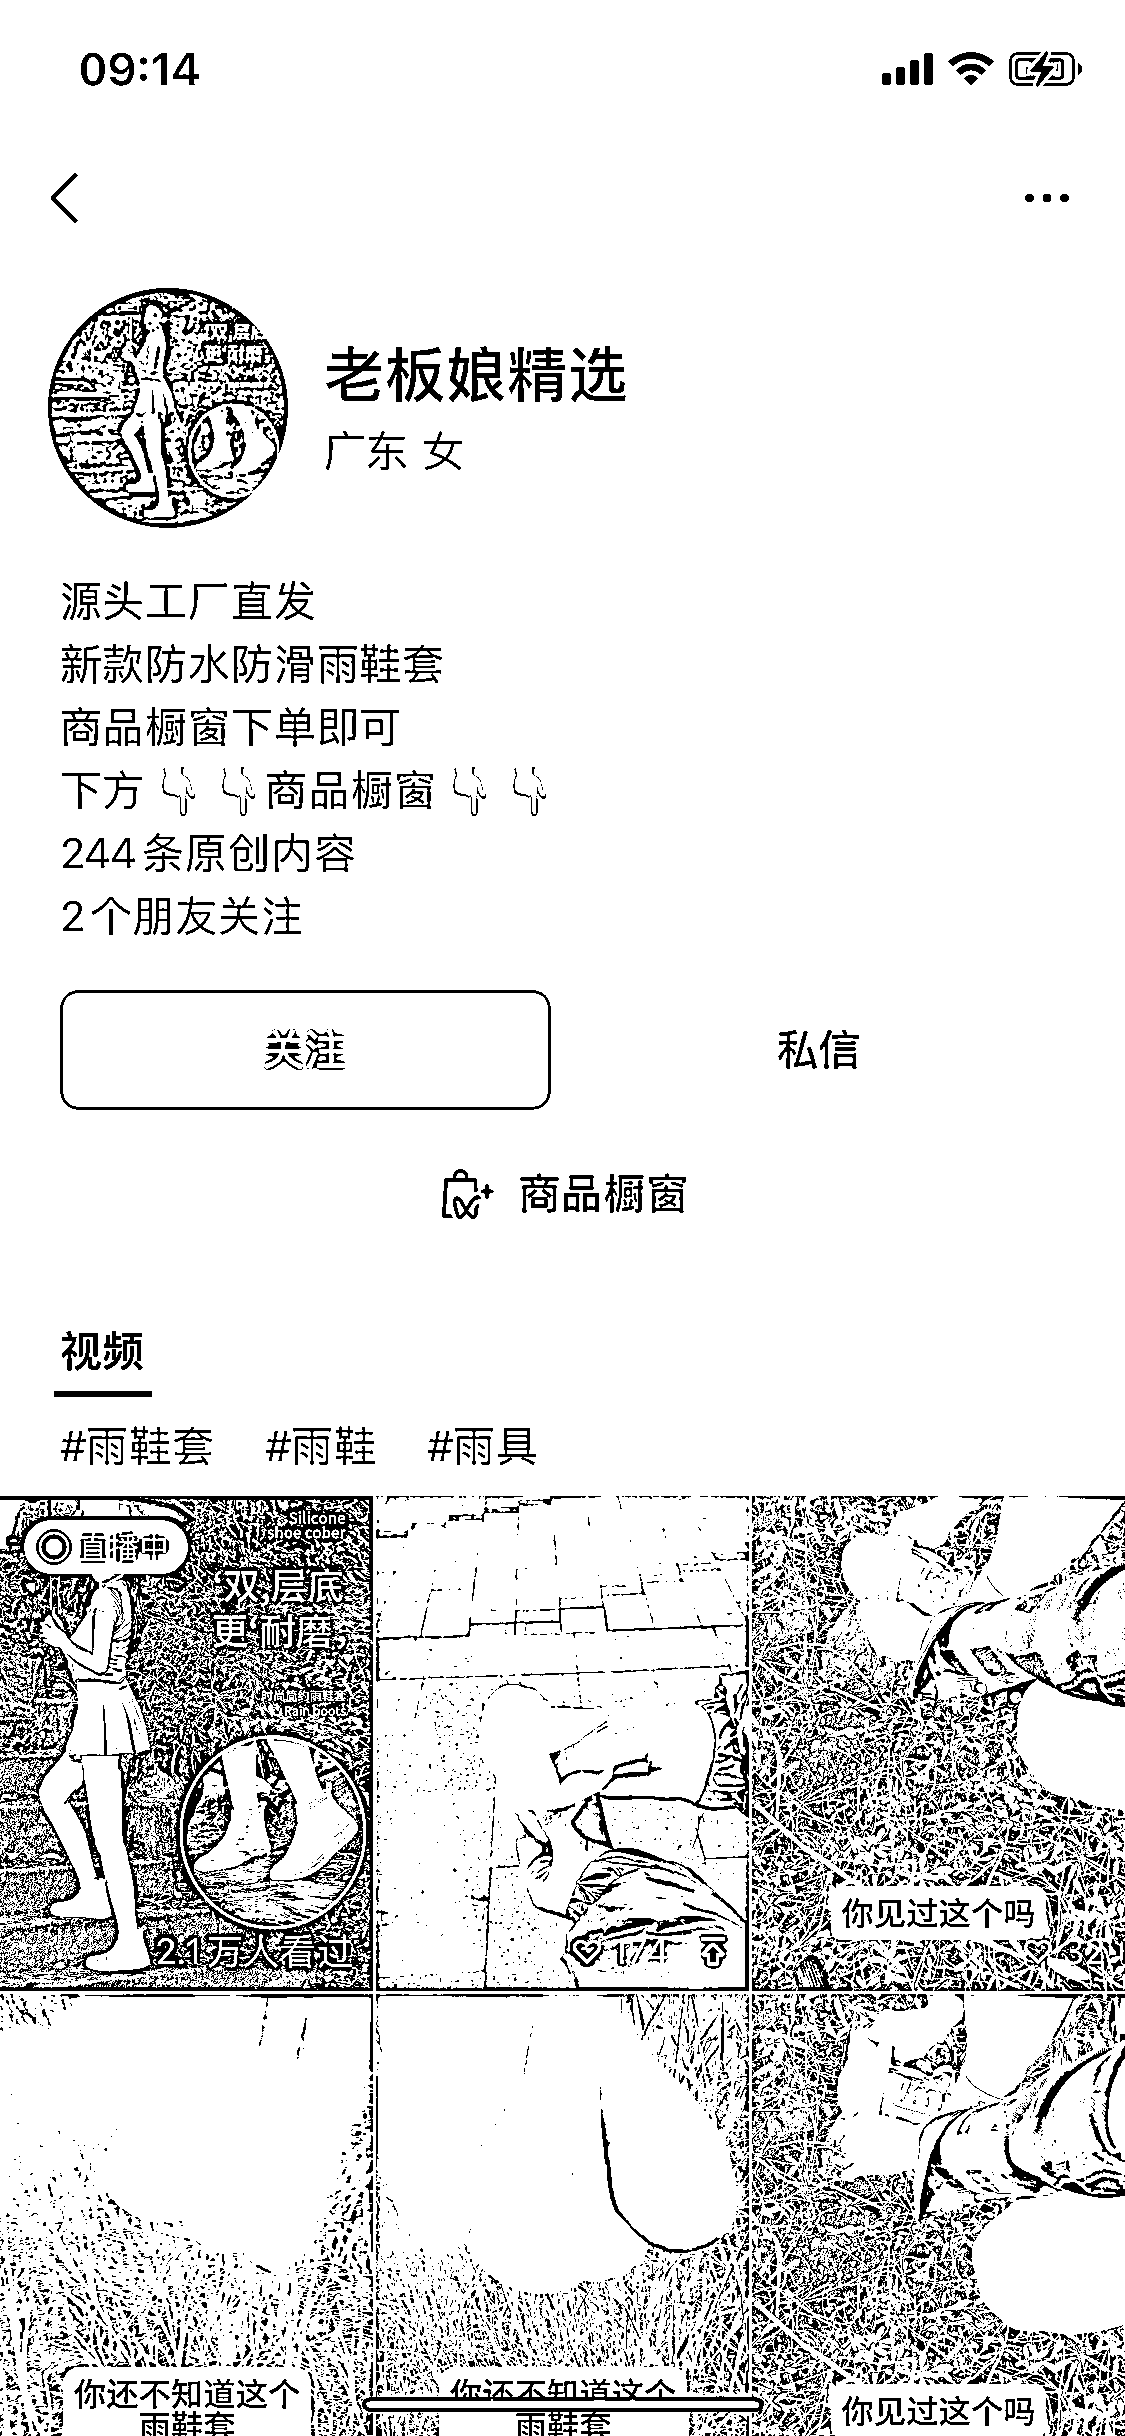 09:14
老板娘精选
广东 女
源头工厂直发
新款防水防滑雨鞋套
商品橱窗下单即可
下方👇👇商品橱窗👇👇
244条原创内容
2个朋友关注
关注
私信
商品橱窗
视频
#雨鞋套 #雨鞋 #雨具
直播中
Silicone
shoe cober
双层底
更耐磨
Rain boots
2.1万人看过
你见过这个吗
32
你还不知道这个
雨鞋套
你还不知道这个
雨鞋套
你见过这个吗